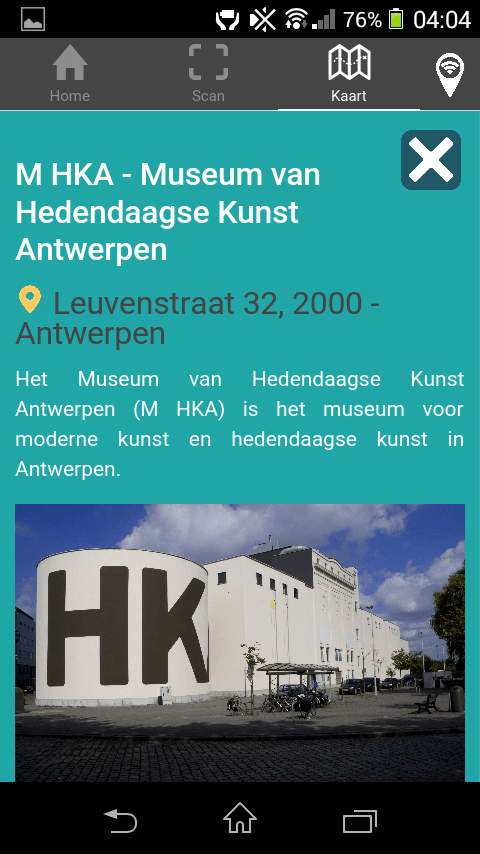 76% 04:04
Home Scan Kaart
M HKA - Museum van
Hedendaagse Kunst
Antwerpen
Leuvenstraat 32, 2000 -
Antwerpen
Het Museum van Hedendaagse Kunst
Antwerpen (M HKA) is het museum voor
moderne kunst en hedendaagse kunst in
Antwerpen.
HK